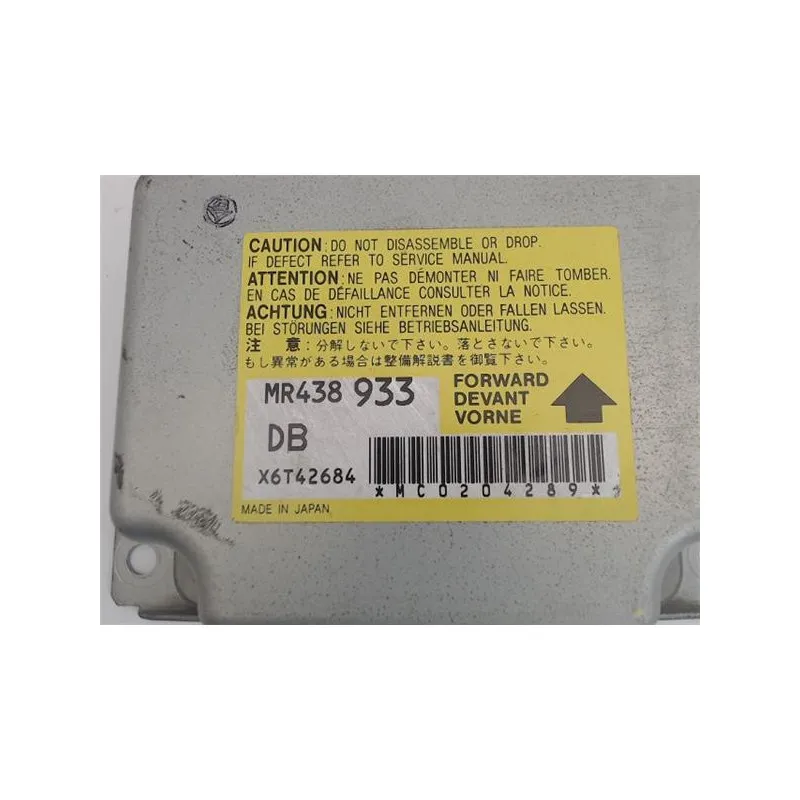 CAUTION: DO NOT DISASSEMBLE OR DROP.
IF DEFECT REFER TO SERVICE MANUAL.
ATTENTION: NE PAS DÉMONTER NI FAIRE TOMBER.
EN CAS DE DÉFAILLANCE CONSULTER LA NOTICE.
ACHTUNG: NICHT ENTFERNEN ODER FALLEN LASSEN.
BEI STÖRUNGEN SIEHE BETRIEBSANLEITUNG.
注 意: 分解しないで下さい。落とさないで下さい。
もし異常がある場合は整備解説書を御覧下さい。
MR438 933
FORWARD
DEVANT
VORNE
DB
X6T42684
*MC0204289*
MADE IN JAPAN.